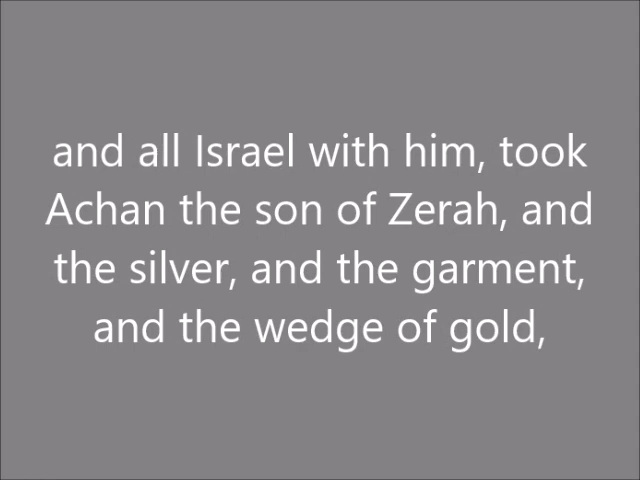 and all Israel with him, took
Achan the son of Zerah, and
the silver, and the garment,
and the wedge of gold,